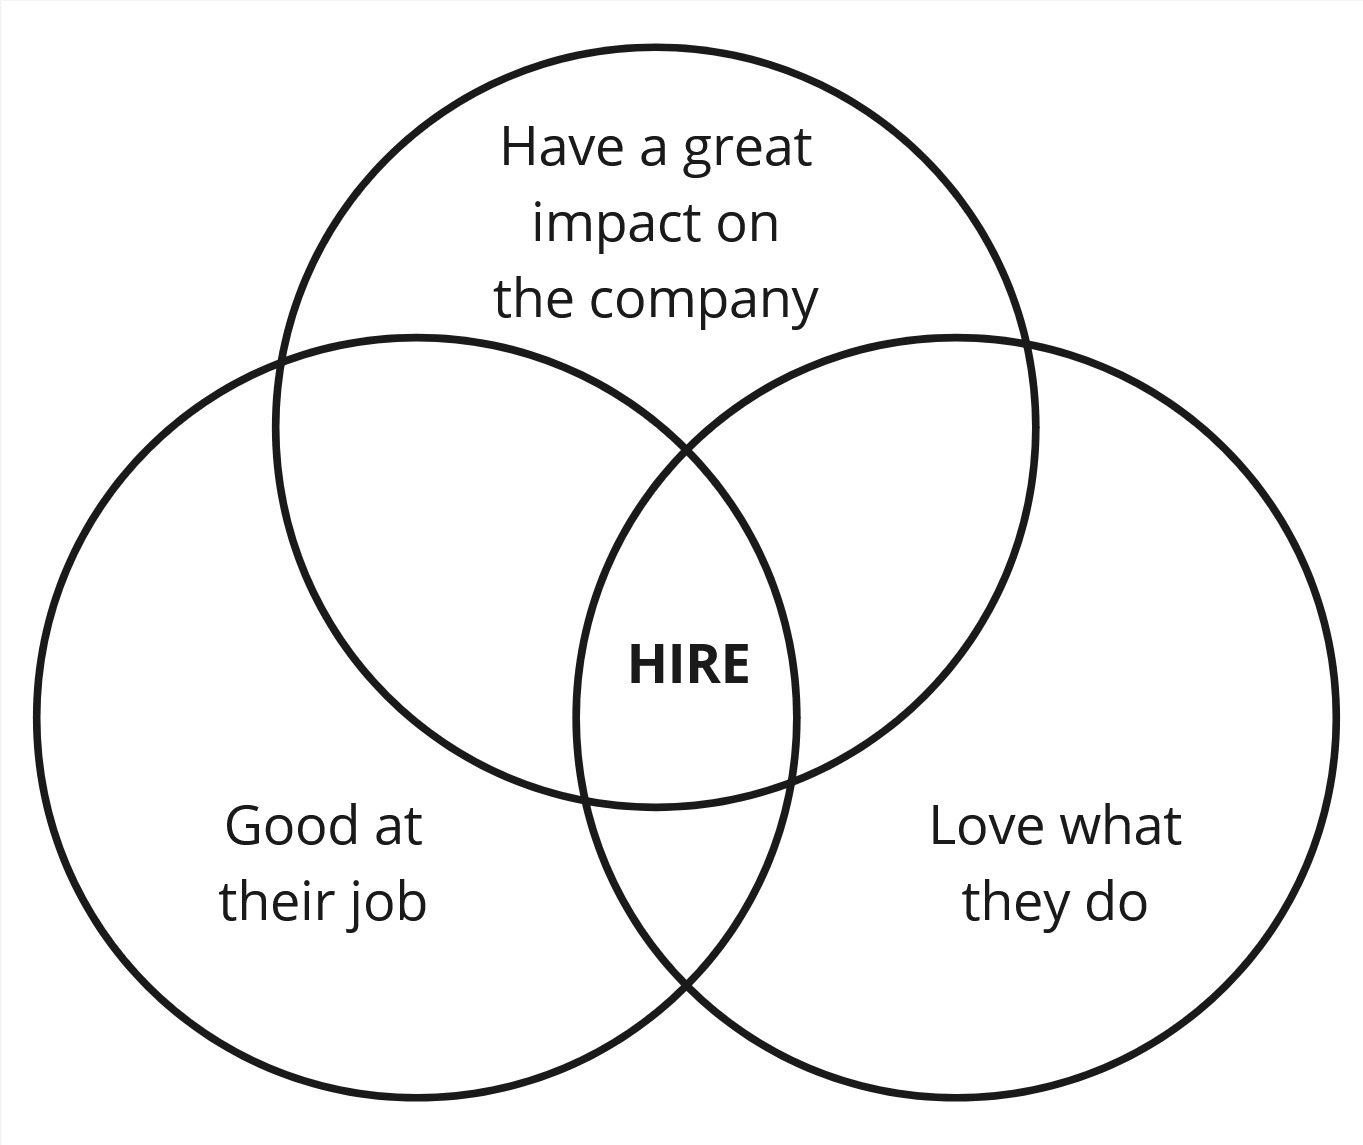 Have a great
impact on
the company
HIRE
Good at
their job
Love what
they do